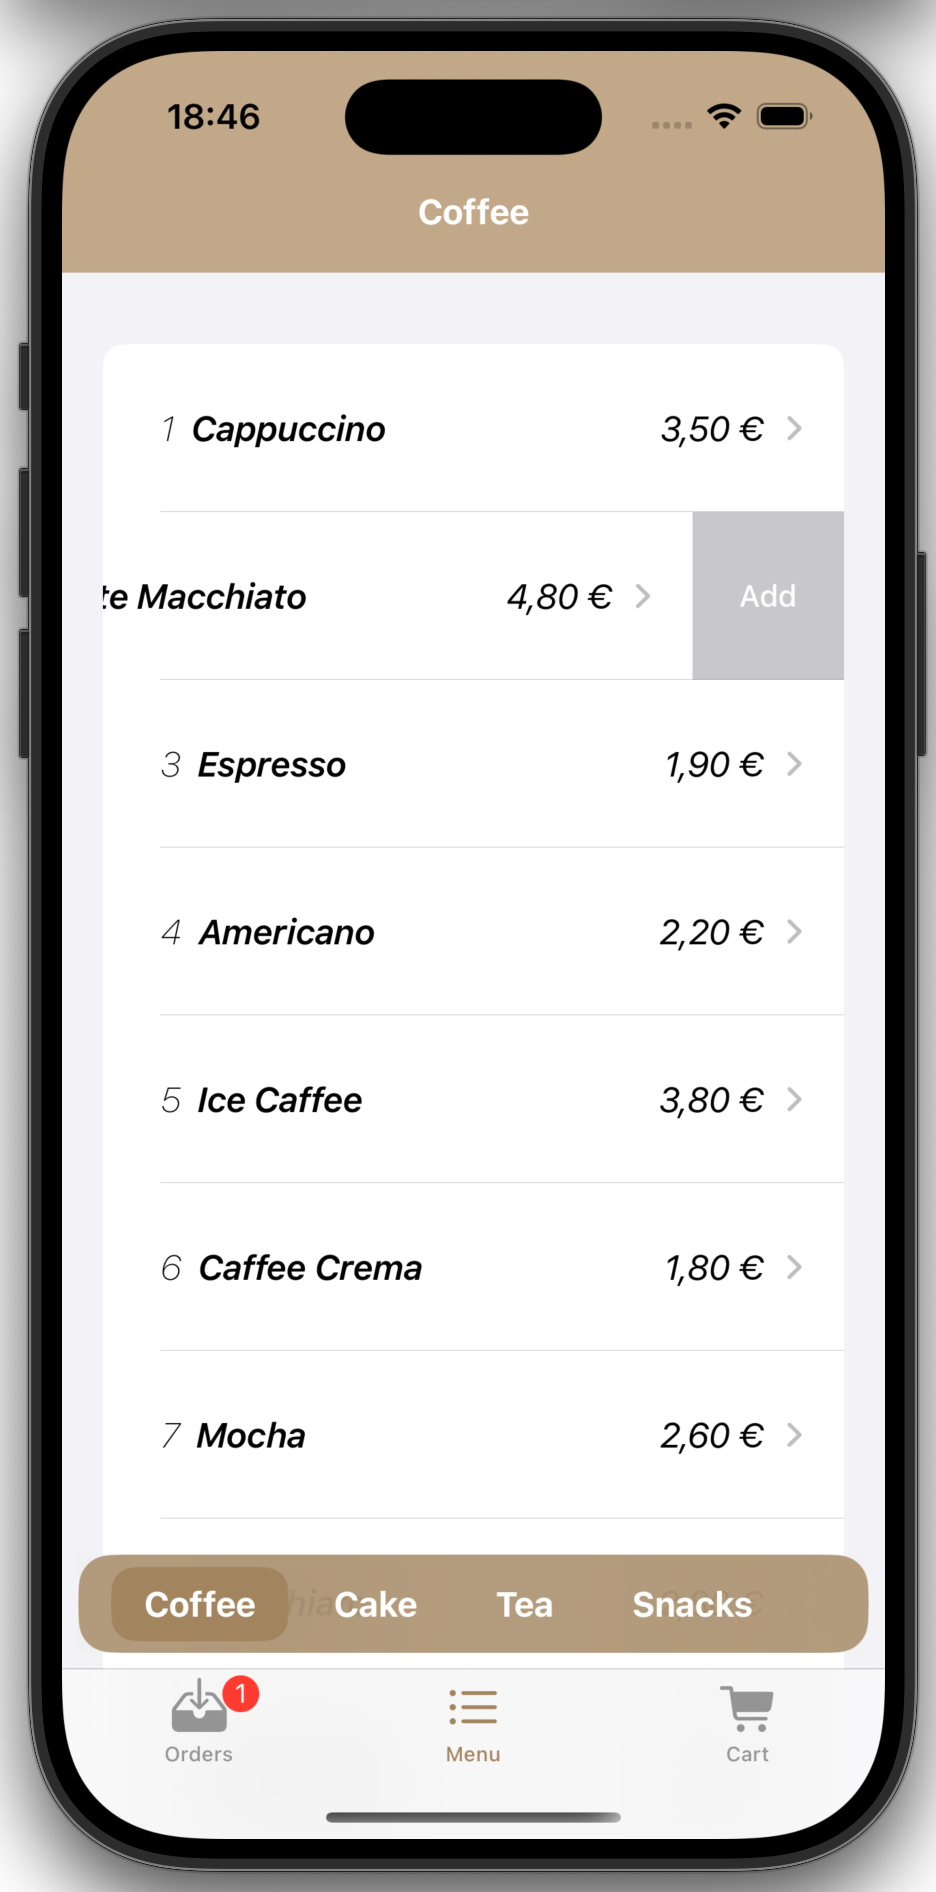 18:46
Coffee
1 Cappuccino 3,50 € >
te Macchiato 4,80 € > Add
3 Espresso 1,90 € >
4 Americano 2,20 € >
5 Ice Caffee 3,80 € >
6 Caffee Crema 1,80 € >
7 Mocha 2,60 € >
Coffee Cake Tea Snacks
1
Orders Menu Cart